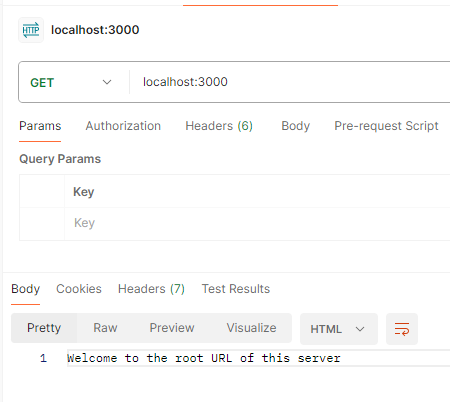 HTTP localhost:3000
GET localhost:3000
Params Authorization Headers (6) Body Pre-request Script
Query Params
Key
Key
Body Cookies Headers (7) Test Results
Pretty Raw Preview Visualize HTML
1 Welcome to the root URL of this server